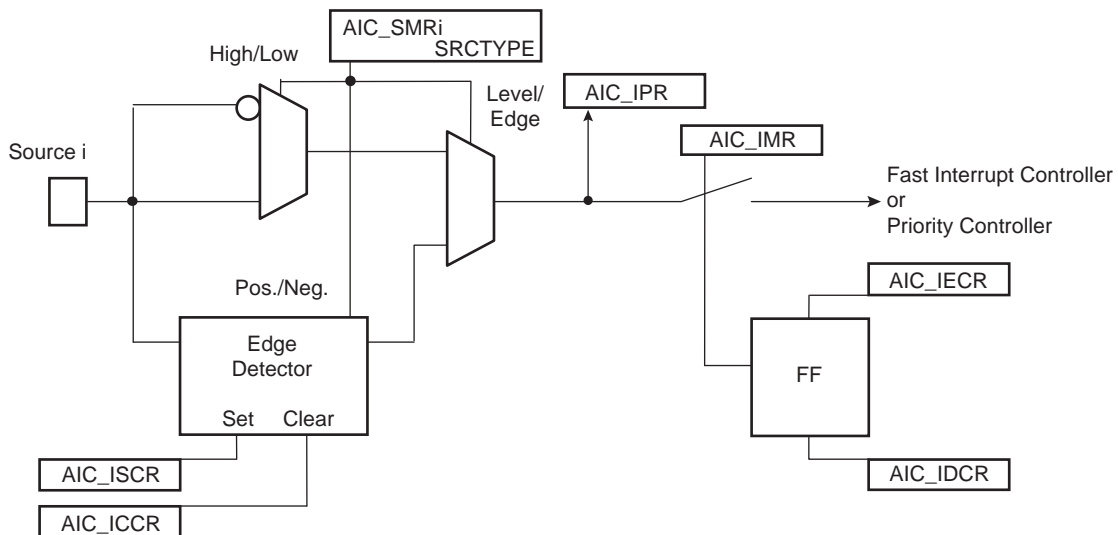 AIC_SMRi
SRCTYPE
High/Low
Level/
Edge
AIC_IPR
AIC_IMR
Source i
Fast Interrupt Controller
or
Priority Controller
AIC_IECR
Pos./Neg.
Edge
Detector
FF
Set Clear
AIC_ISCR
AIC_IDCR
AIC_ICCR